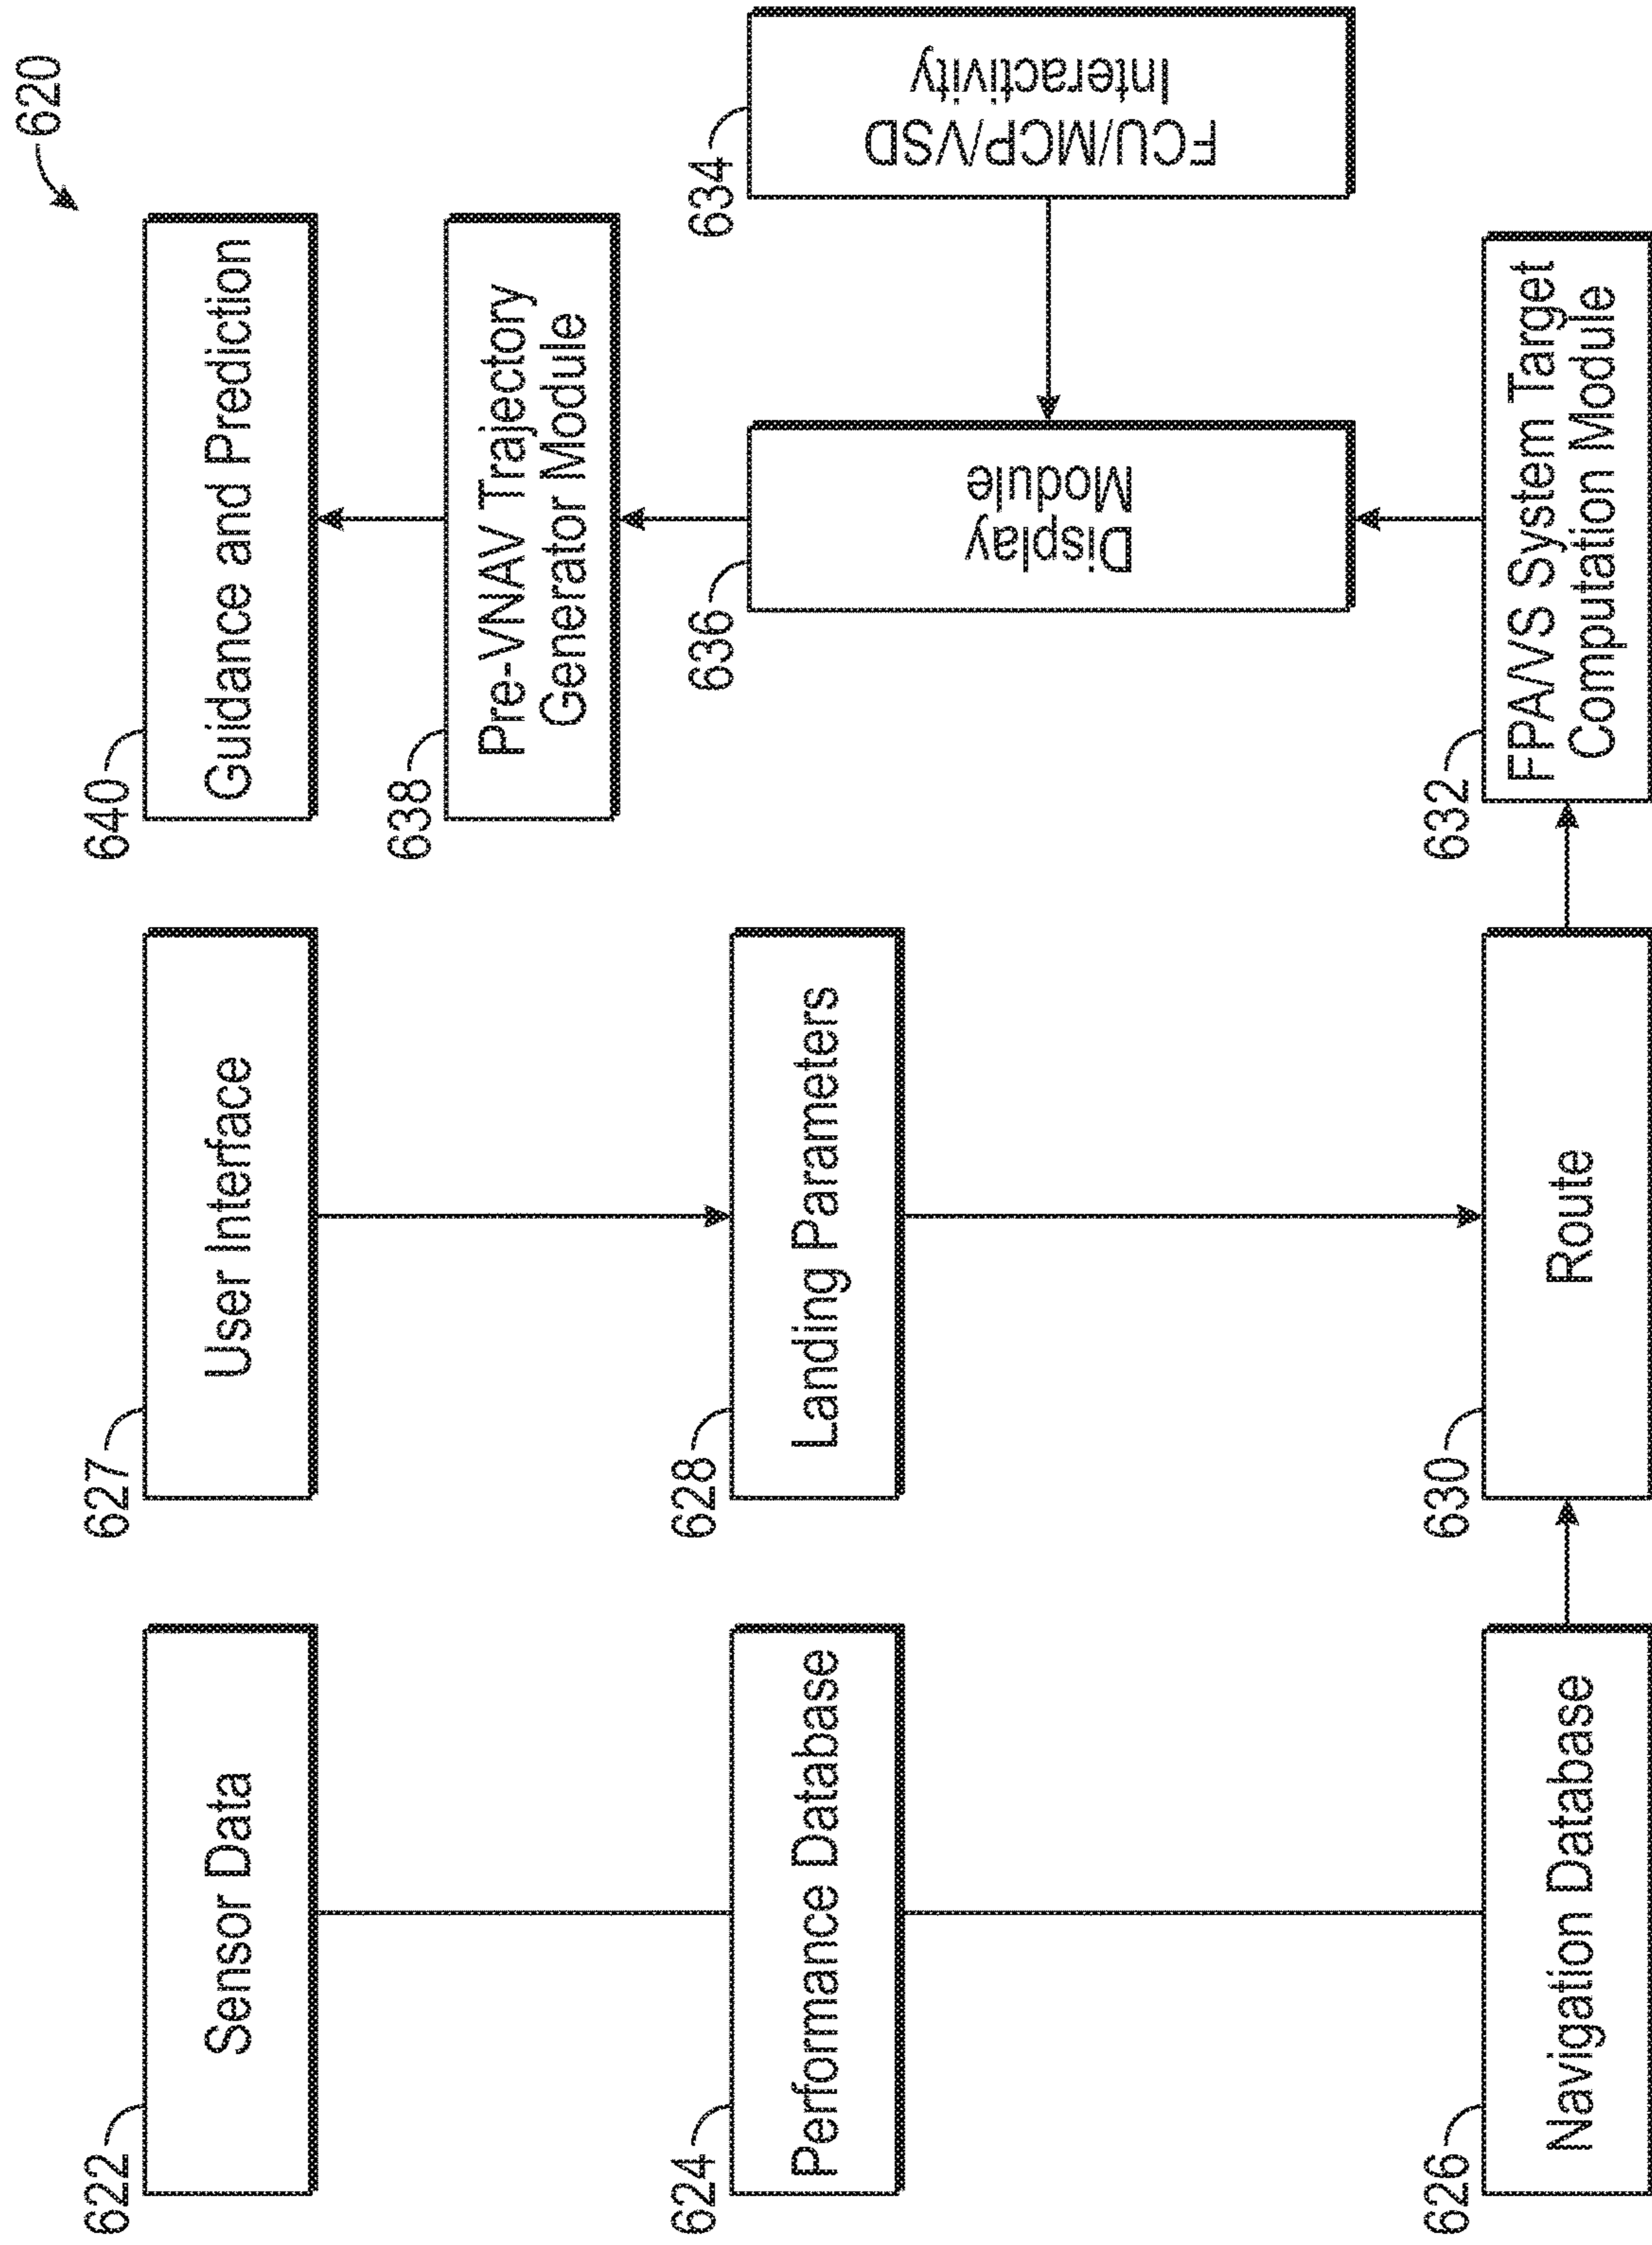 620
622
Sensor Data
624
Performance Database
626
Navigation Database
627
User Interface
628
Landing Parameters
630
Route
640
Guidance and Prediction
638
Pre-VNAV Trajectory
Generator Module
636
Display
Module
634
FCU/MCP/VSD
Interactivity
632
FPA/VS System Target
Computation Module